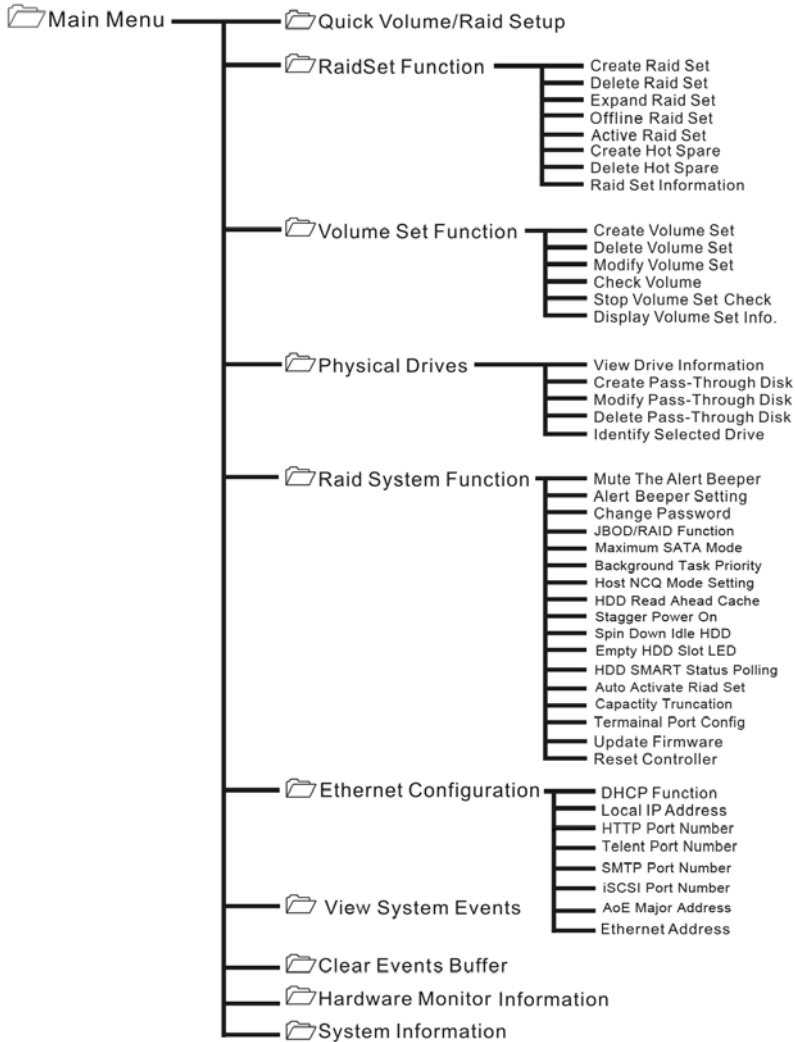 Main Menu
Quick Volume/Raid Setup
RaidSet Function
Create Raid Set
Delete Raid Set
Expand Raid Set
Offline Raid Set
Active Raid Set
Create Hot Spare
Delete Hot Spare
Raid Set Information
Volume Set Function
Create Volume Set
Delete Volume Set
Modify Volume Set
Check Volume
Stop Volume Set Check
Display Volume Set Info.
Physical Drives
View Drive Information
Create Pass-Through Disk
Modify Pass-Through Disk
Delete Pass-Through Disk
Identify Selected Drive
Raid System Function
Mute The Alert Beeper
Alert Beeper Setting
Change Password
JBOD/RAID Function
Maximum SATA Mode
Background Task Priority
Host NCQ Mode Setting
HDD Read Ahead Cache
Stagger Power On
Spin Down Idle HDD
Empty HDD Slot LED
HDD SMART Status Polling
Auto Activate Riad Set
Capactity Truncation
Termainal Port Config
Update Firmware
Reset Controller
Ethernet Configuration
DHCP Function
Local IP Address
HTTP Port Number
Telent Port Number
SMTP Port Number
iSCSI Port Number
AoE Major Address
Ethernet Address
View System Events
Clear Events Buffer
Hardware Monitor Information
System Information